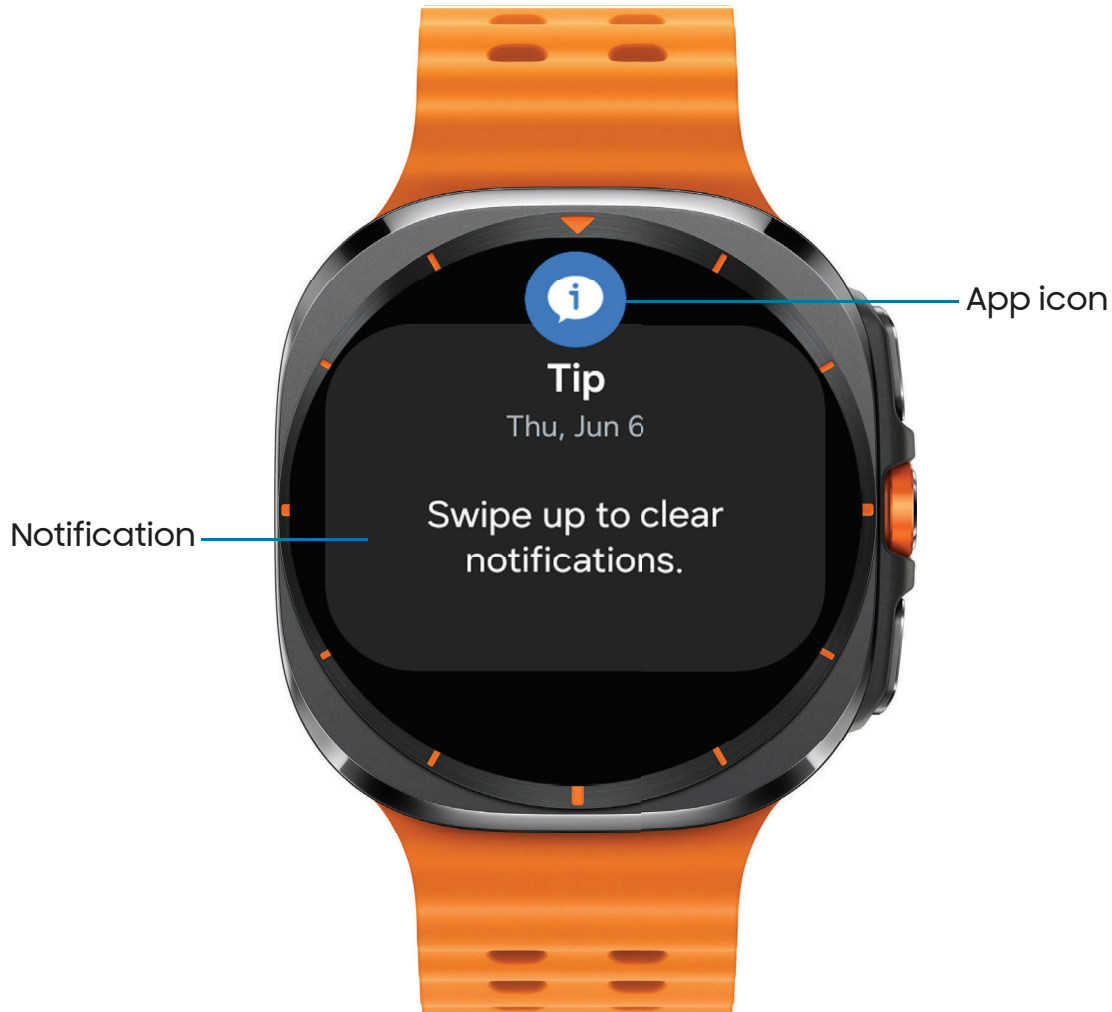 App icon
Tip
Thu, Jun 6
Swipe up to clear
notifications.
Notification